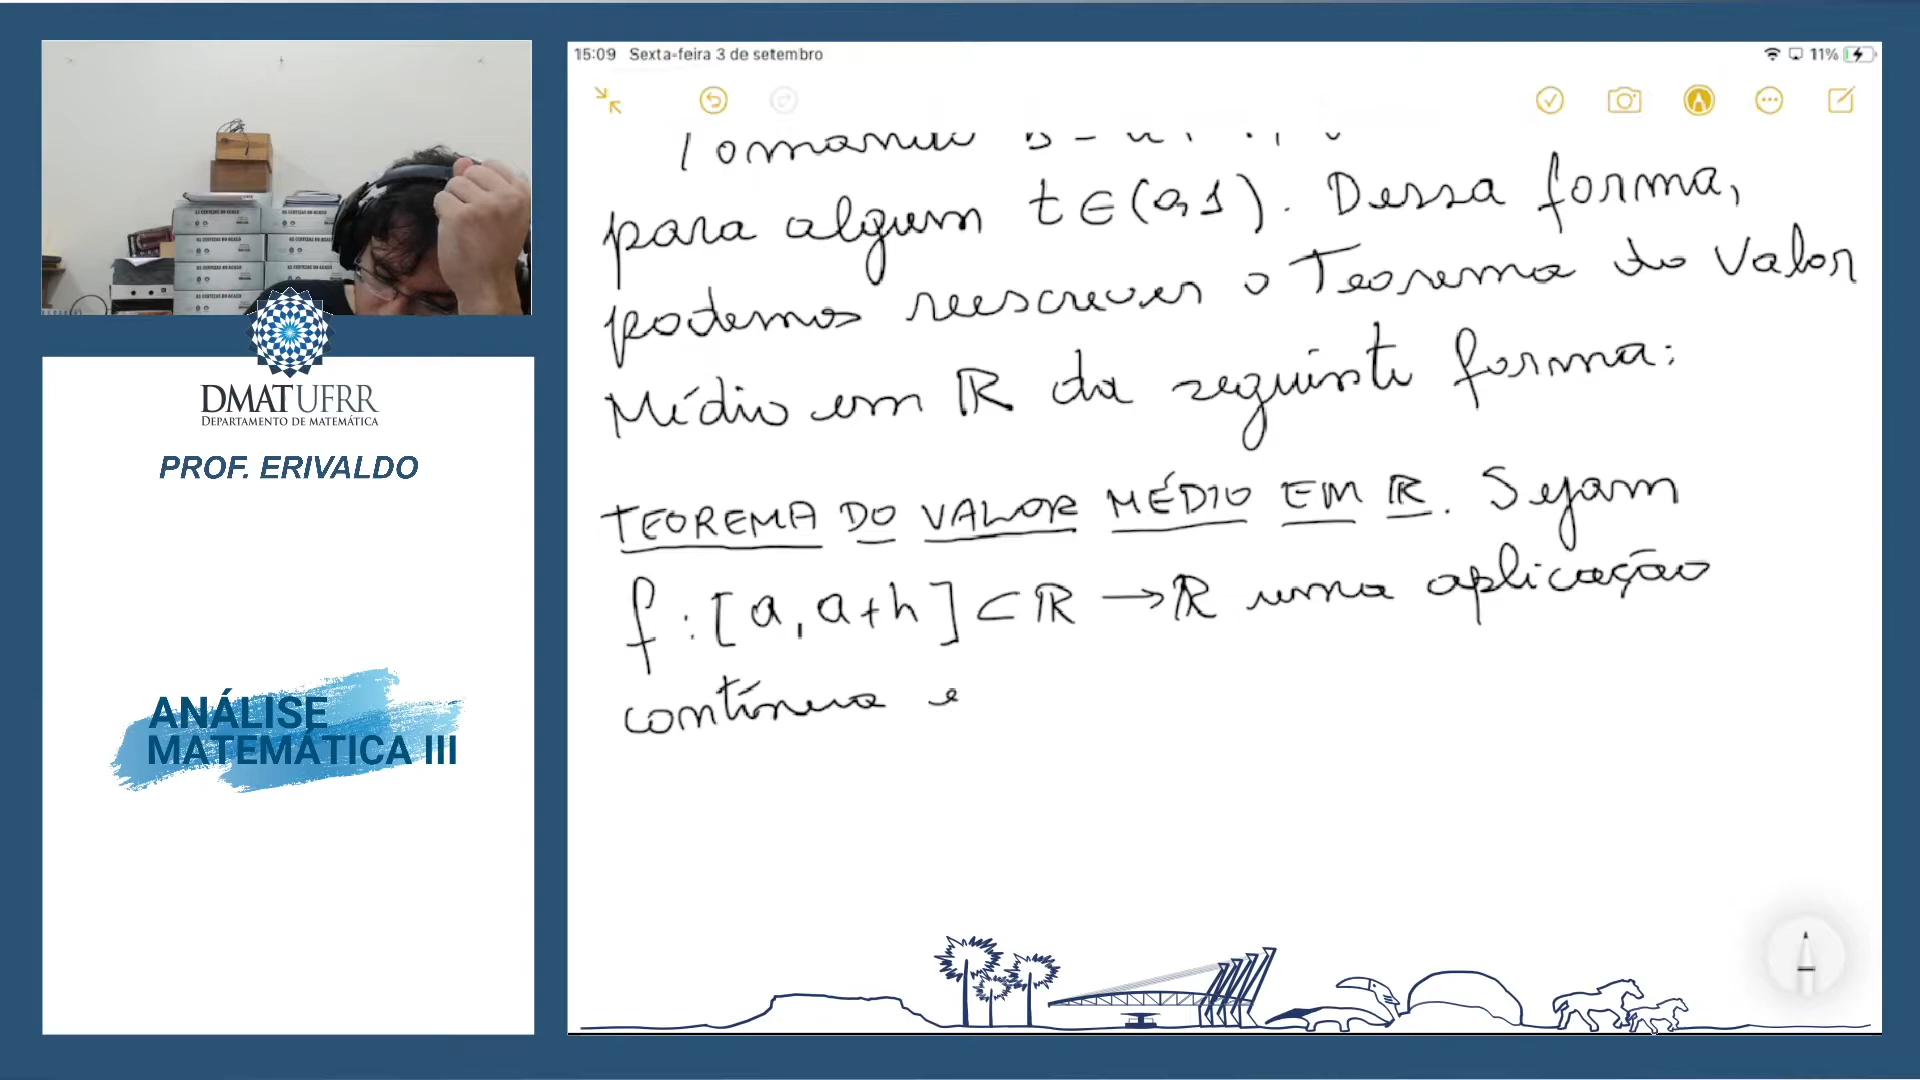 15:09 Sexta-feira 3 de setembro
11%
Tomando b = a +
para algum t ∈ (0,1). Dessa forma,
podemos reescrever o Teorema do Valor
Médio em ℝ da seguinte forma:
TEOREMA DO VALOR MÉDIO EM ℝ. Sejam
f : [a, a+h] ⊂ ℝ → ℝ uma aplicação
contínua e
DMATUFRR
DEPARTAMENTO DE MATEMÁTICA
PROF. ERIVALDO
ANÁLISE
MATEMÁTICA III